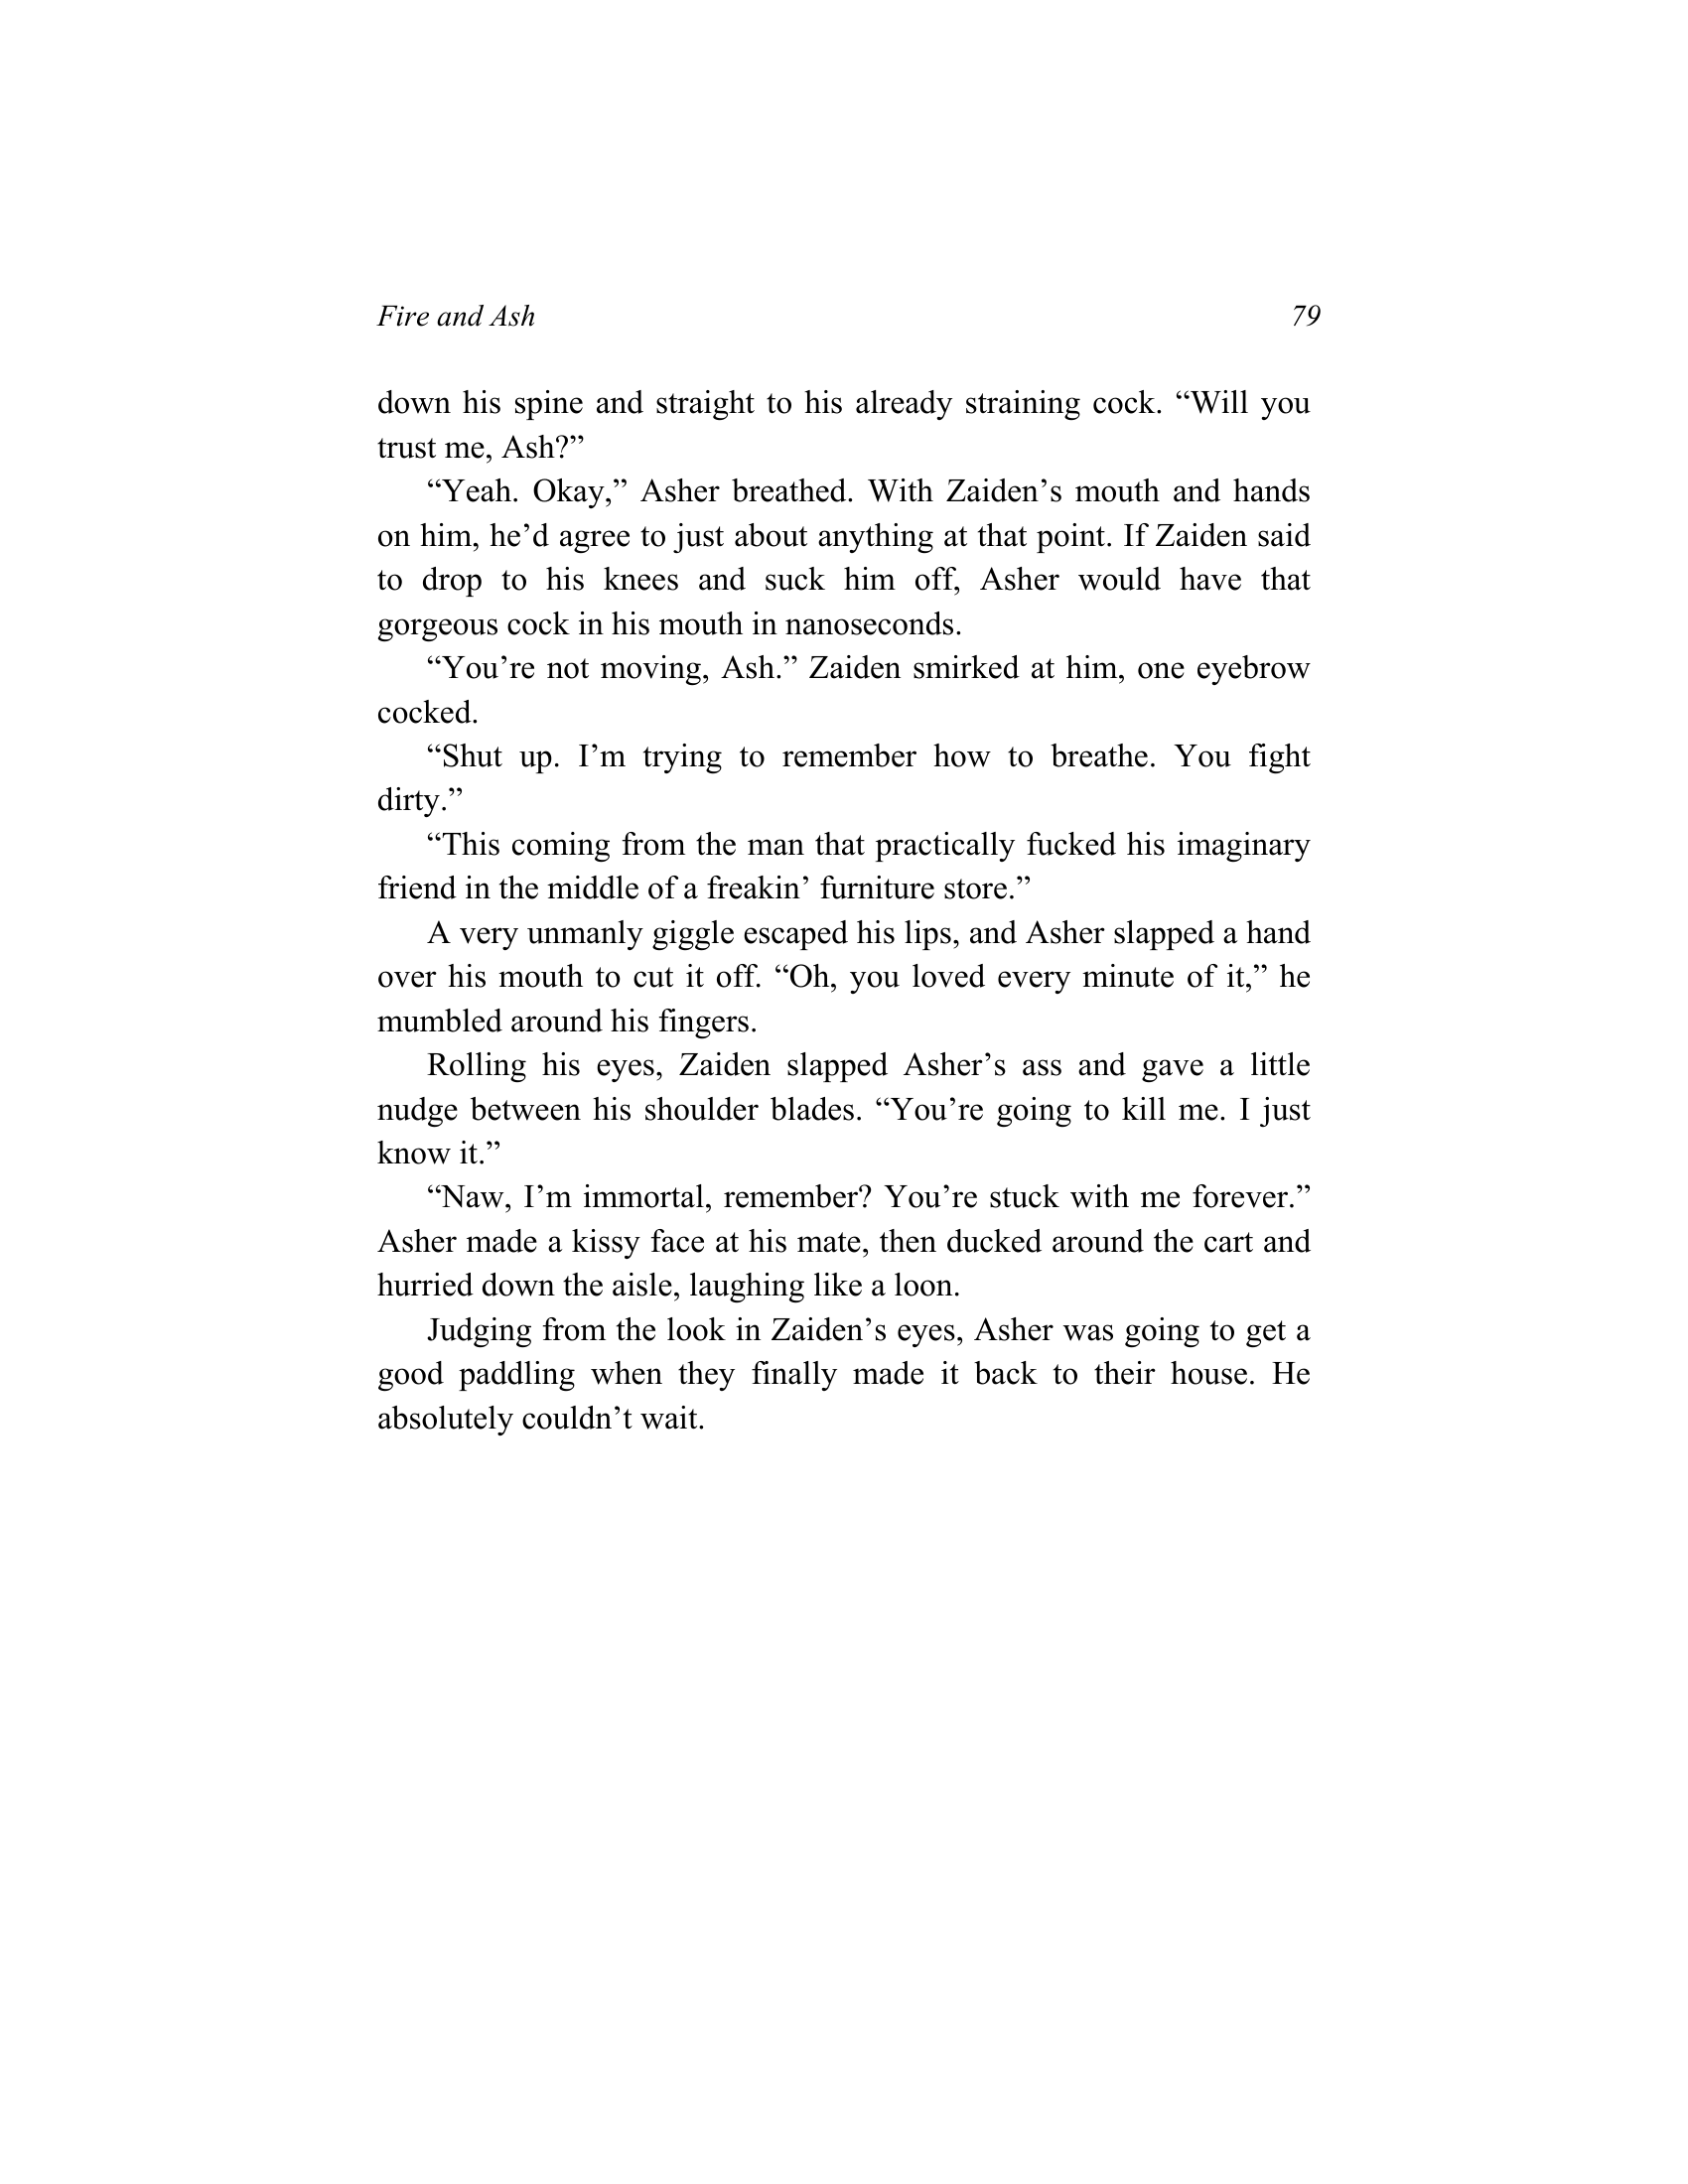 Fire and Ash 79
down his spine and straight to his already straining cock. “Will you
trust me, Ash?”
“Yeah. Okay,” Asher breathed. With Zaiden’s mouth and hands
on him, he’d agree to just about anything at that point. If Zaiden said
to drop to his knees and suck him off, Asher would have that
gorgeous cock in his mouth in nanoseconds.
“You’re not moving, Ash.” Zaiden smirked at him, one eyebrow
cocked.
“Shut up. I’m trying to remember how to breathe. You fight
dirty.”
“This coming from the man that practically fucked his imaginary
friend in the middle of a freakin’ furniture store.”
A very unmanly giggle escaped his lips, and Asher slapped a hand
over his mouth to cut it off. “Oh, you loved every minute of it,” he
mumbled around his fingers.
Rolling his eyes, Zaiden slapped Asher’s ass and gave a little
nudge between his shoulder blades. “You’re going to kill me. I just
know it.”
“Naw, I’m immortal, remember? You’re stuck with me forever.”
Asher made a kissy face at his mate, then ducked around the cart and
hurried down the aisle, laughing like a loon.
Judging from the look in Zaiden’s eyes, Asher was going to get a
good paddling when they finally made it back to their house. He
absolutely couldn’t wait.